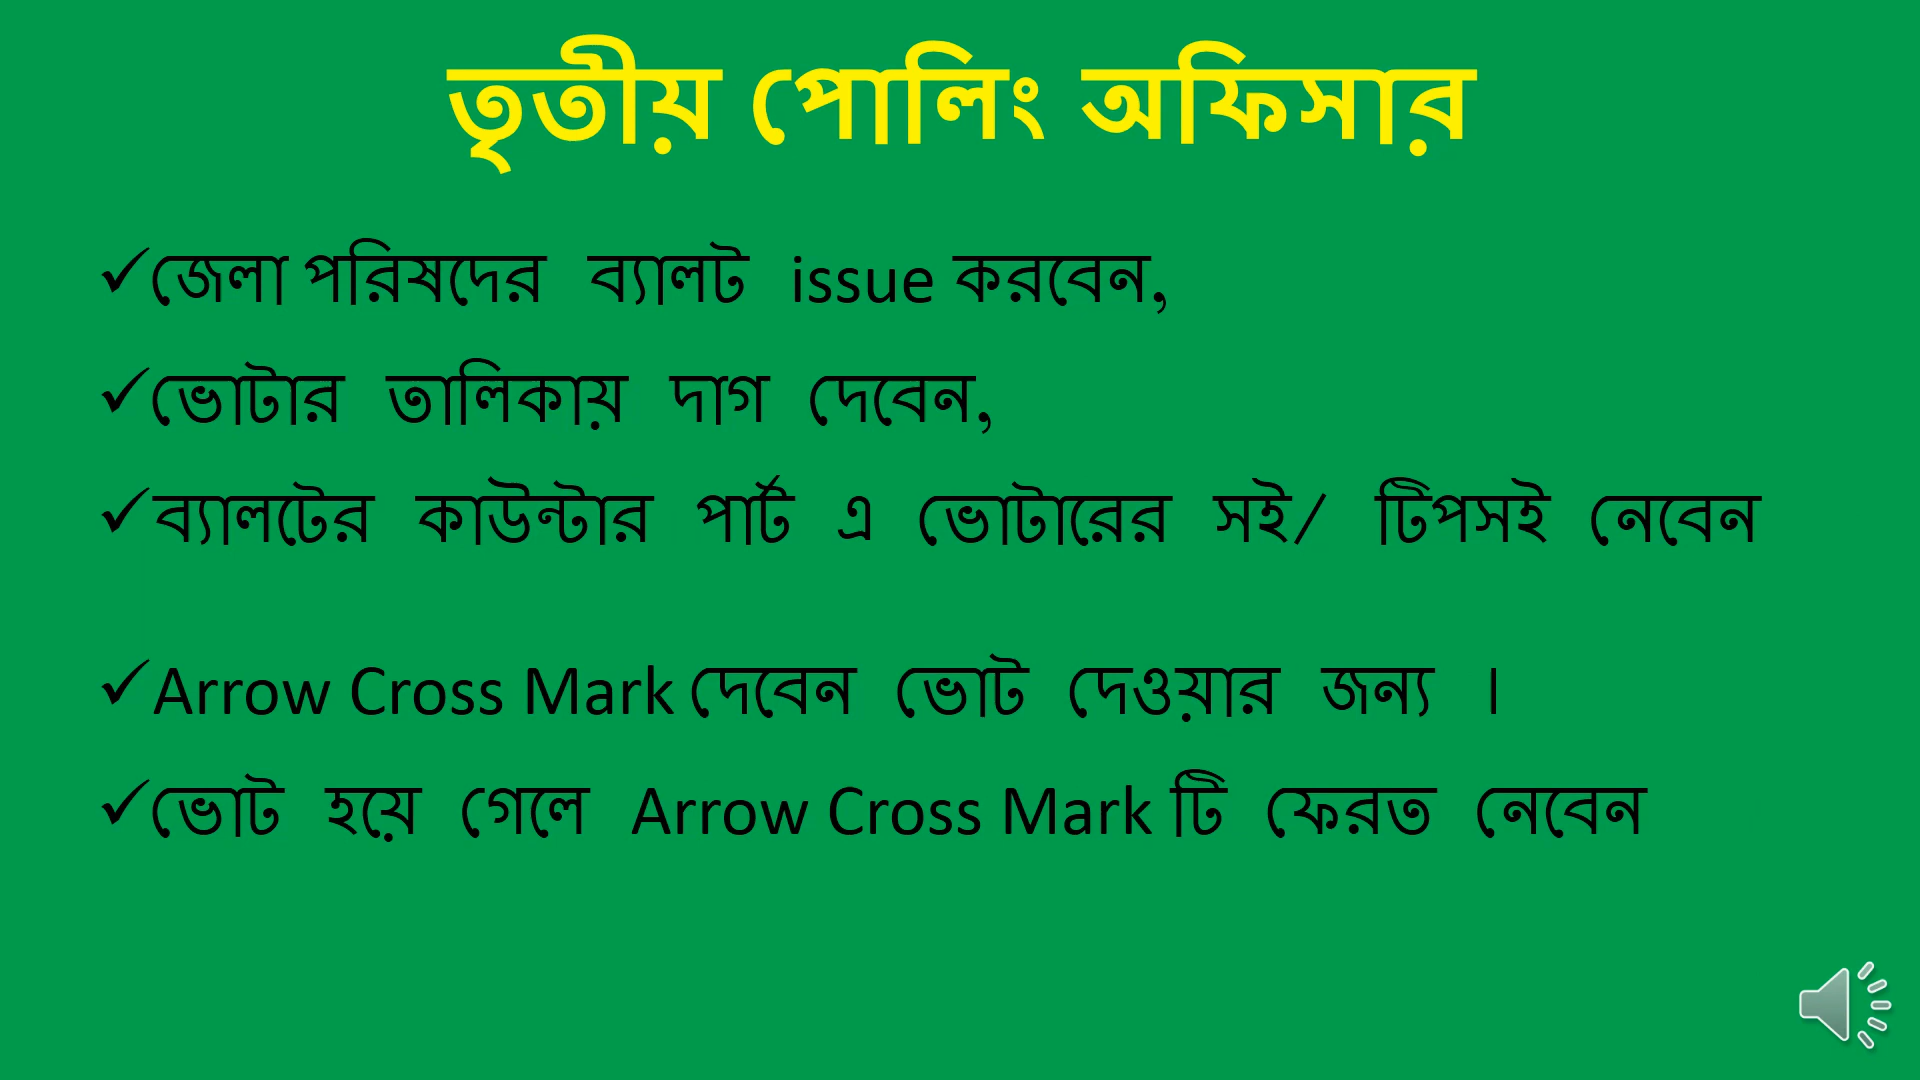 তৃতীয় পোলিং অফিসার
জেলা পরিষদের ব্যালট issue করবেন,
ভোটার তালিকায় দাগ দেবেন,
ব্যালটের কাউন্টার পার্ট এ ভোটারের সই/ টিপসই নেবেন
Arrow Cross Mark দেবেন ভোট দেওয়ার জন্য ।
ভোট হয়ে গেলে Arrow Cross Mark টি ফেরত নেবেন